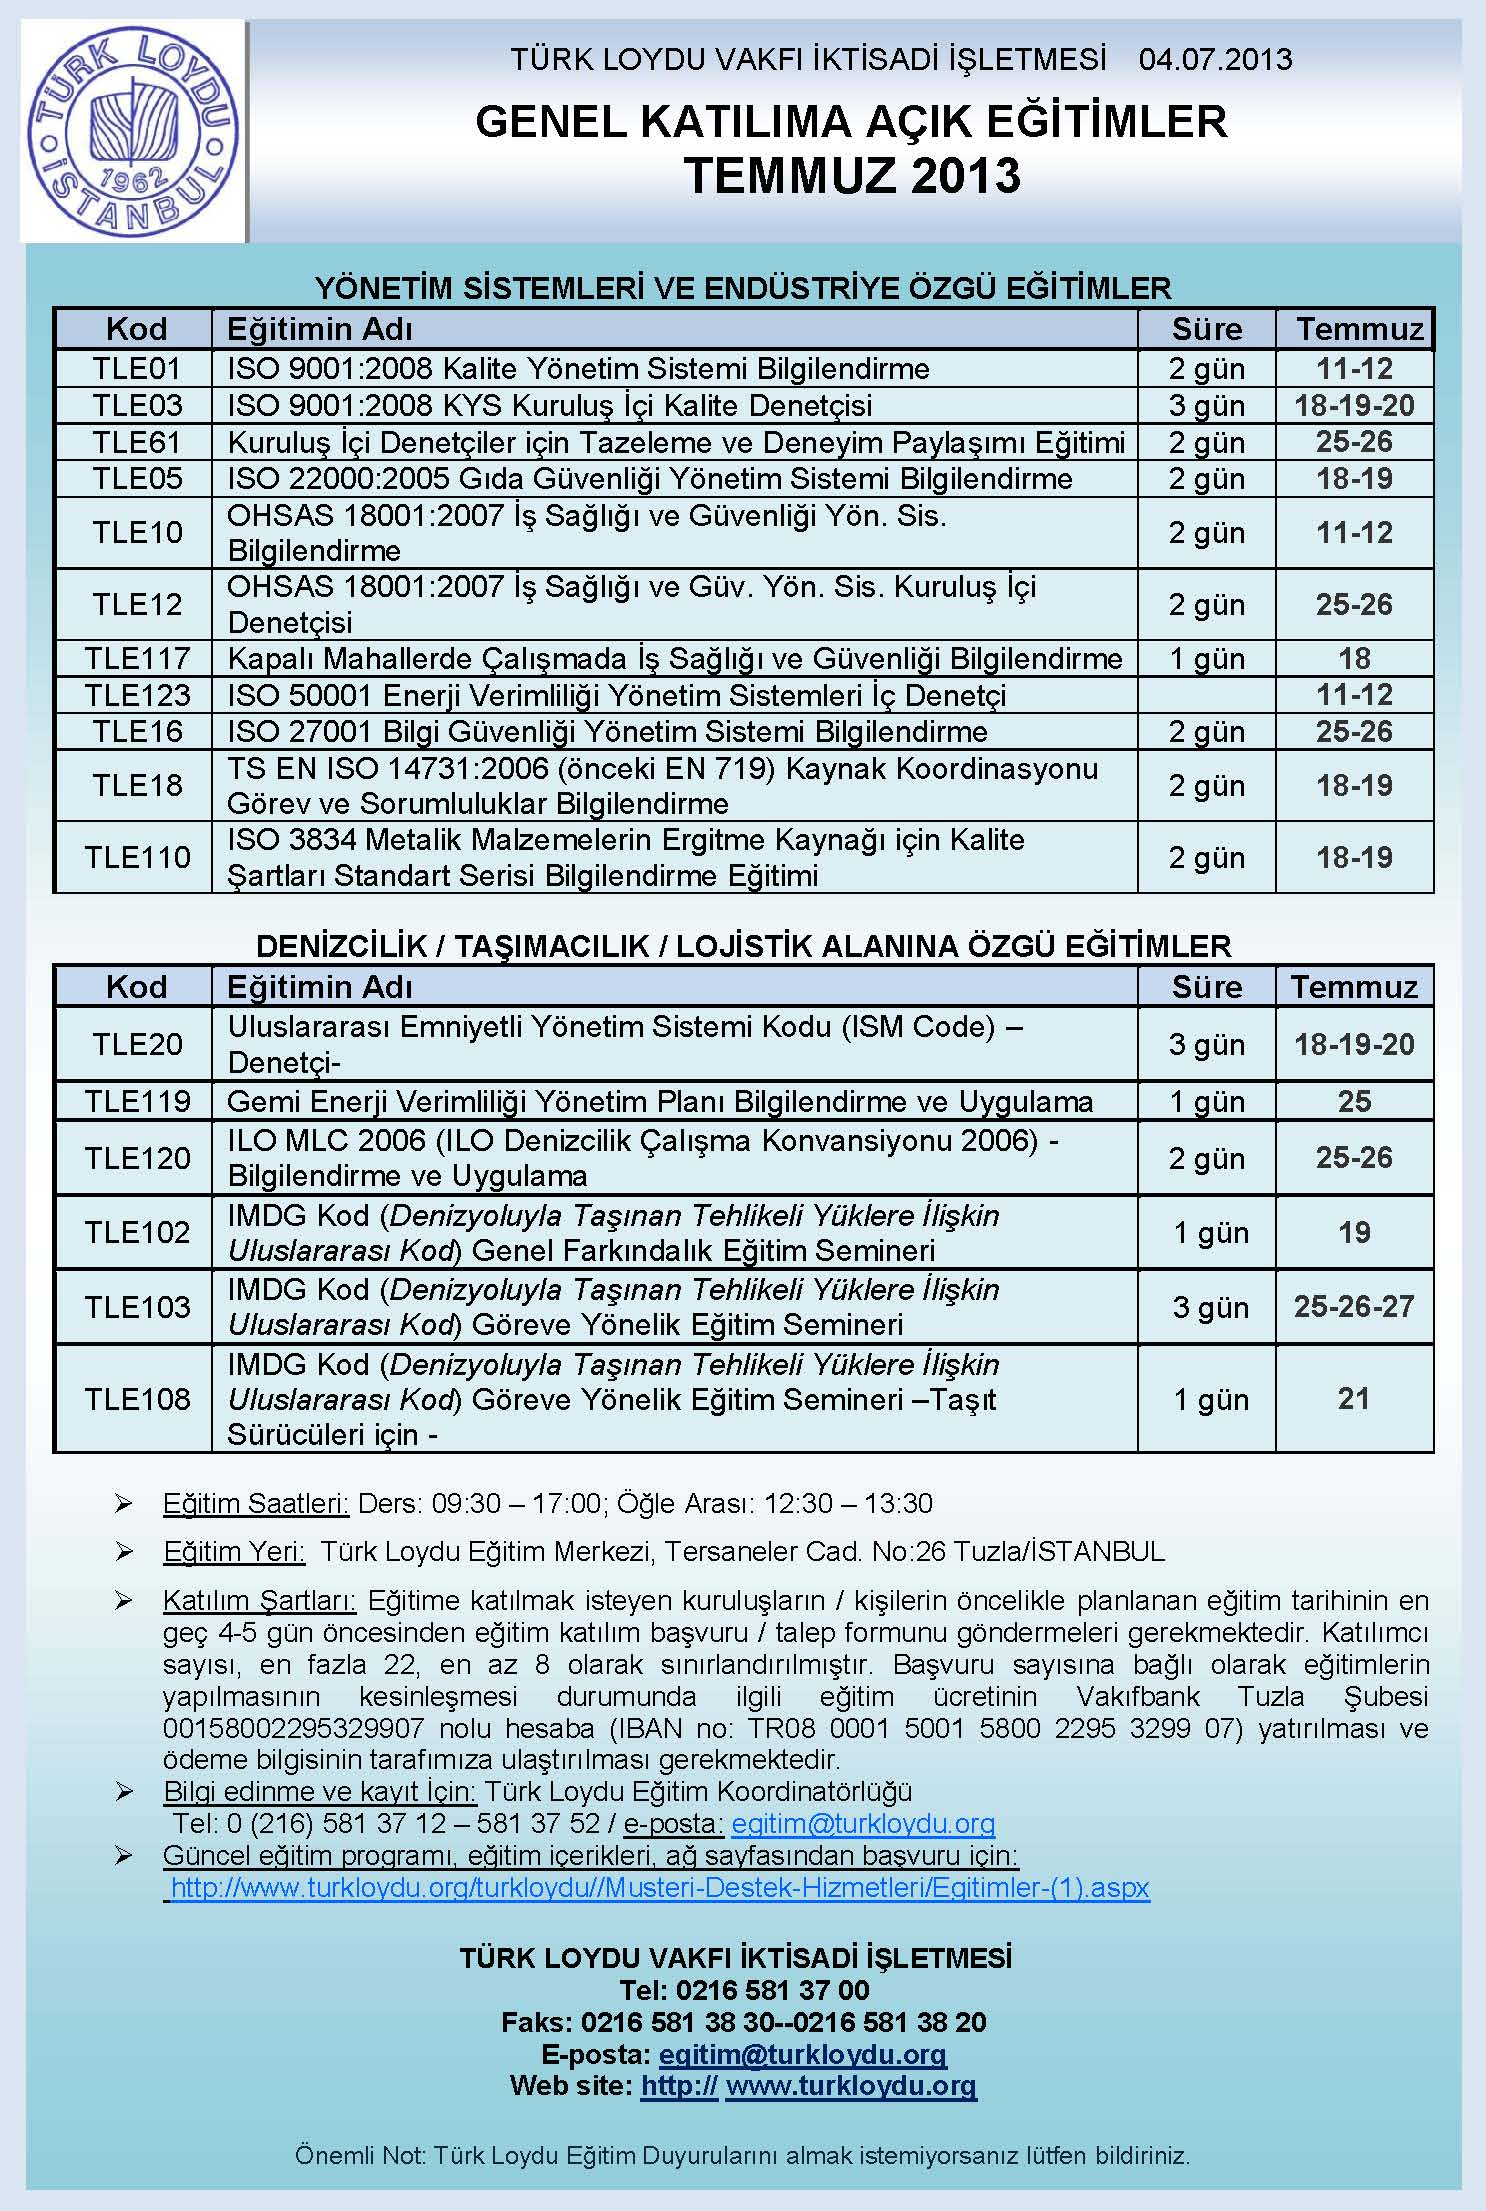 TÜRK LOYDU
İSTANBUL
1962
TÜRK LOYDU VAKFI İKTİSADİ İŞLETMESİ 04.07.2013
GENEL KATILIMA AÇIK EĞİTİMLER
TEMMUZ 2013
YÖNETİM SİSTEMLERİ VE ENDÜSTRİYE ÖZGÜ EĞİTİMLER
Kod Eğitimin Adı Süre Temmuz
TLE01 ISO 9001:2008 Kalite Yönetim Sistemi Bilgilendirme 2 gün 11-12
TLE03 ISO 9001:2008 KYS Kuruluş İçi Kalite Denetçisi 3 gün 18-19-20
TLE61 Kuruluş İçi Denetçiler için Tazeleme ve Deneyim Paylaşımı Eğitimi 2 gün 25-26
TLE05 ISO 22000:2005 Gıda Güvenliği Yönetim Sistemi Bilgilendirme 2 gün 18-19
TLE10 OHSAS 18001:2007 İş Sağlığı ve Güvenliği Yön. Sis.
Bilgilendirme 2 gün 11-12
TLE12 OHSAS 18001:2007 İş Sağlığı ve Güv. Yön. Sis. Kuruluş İçi
Denetçisi 2 gün 25-26
TLE117 Kapalı Mahallerde Çalışmada İş Sağlığı ve Güvenliği Bilgilendirme 1 gün 18
TLE123 ISO 50001 Enerji Verimliliği Yönetim Sistemleri İç Denetçi 11-12
TLE16 ISO 27001 Bilgi Güvenliği Yönetim Sistemi Bilgilendirme 2 gün 25-26
TLE18 TS EN ISO 14731:2006 (önceki EN 719) Kaynak Koordinasyonu
Görev ve Sorumluluklar Bilgilendirme 2 gün 18-19
TLE110 ISO 3834 Metalik Malzemelerin Ergitme Kaynağı için Kalite
Şartları Standart Serisi Bilgilendirme Eğitimi 2 gün 18-19
DENİZCİLİK / TAŞIMACILIK / LOJİSTİK ALANINA ÖZGÜ EĞİTİMLER
Kod Eğitimin Adı Süre Temmuz
TLE20 Uluslararası Emniyetli Yönetim Sistemi Kodu (ISM Code) –
Denetçi- 3 gün 18-19-20
TLE119 Gemi Enerji Verimliliği Yönetim Planı Bilgilendirme ve Uygulama 1 gün 25
TLE120 ILO MLC 2006 (ILO Denizcilik Çalışma Konvansiyonu 2006) -
Bilgilendirme ve Uygulama 2 gün 25-26
TLE102 IMDG Kod (Denizyoluyla Taşınan Tehlikeli Yüklere İlişkin
Uluslararası Kod) Genel Farkındalık Eğitim Semineri 1 gün 19
TLE103 IMDG Kod (Denizyoluyla Taşınan Tehlikeli Yüklere İlişkin
Uluslararası Kod) Göreve Yönelik Eğitim Semineri 3 gün 25-26-27
TLE108 IMDG Kod (Denizyoluyla Taşınan Tehlikeli Yüklere İlişkin
Uluslararası Kod) Göreve Yönelik Eğitim Semineri –Taşıt
Sürücüleri için - 1 gün 21
➢ Eğitim Saatleri: Ders: 09:30 – 17:00; Öğle Arası: 12:30 – 13:30
➢ Eğitim Yeri: Türk Loydu Eğitim Merkezi, Tersaneler Cad. No:26 Tuzla/İSTANBUL
➢ Katılım Şartları: Eğitime katılmak isteyen kuruluşların / kişilerin öncelikle planlanan eğitim tarihinin en
geç 4-5 gün öncesinden eğitim katılım başvuru / talep formunu göndermeleri gerekmektedir. Katılımcı
sayısı, en fazla 22, en az 8 olarak sınırlandırılmıştır. Başvuru sayısına bağlı olarak eğitimlerin
yapılmasının kesinleşmesi durumunda ilgili eğitim ücretinin Vakıfbank Tuzla Şubesi
00158002295329907 nolu hesaba (IBAN no: TR08 0001 5001 5800 2295 3299 07) yatırılması ve
ödeme bilgisinin tarafımıza ulaştırılması gerekmektedir.
➢ Bilgi edinme ve kayıt İçin: Türk Loydu Eğitim Koordinatörlüğü
Tel: 0 (216) 581 37 12 – 581 37 52 / e-posta: egitim@turkloydu.org
➢ Güncel eğitim programı, eğitim içerikleri, ağ sayfasından başvuru için:
http://www.turkloydu.org/turkloydu//Musteri-Destek-Hizmetleri/Egitimler-(1).aspx
TÜRK LOYDU VAKFI İKTİSADİ İŞLETMESİ
Tel: 0216 581 37 00
Faks: 0216 581 38 30--0216 581 38 20
E-posta: egitim@turkloydu.org
Web site: http:// www.turkloydu.org
Önemli Not: Türk Loydu Eğitim Duyurularını almak istemiyorsanız lütfen bildiriniz.